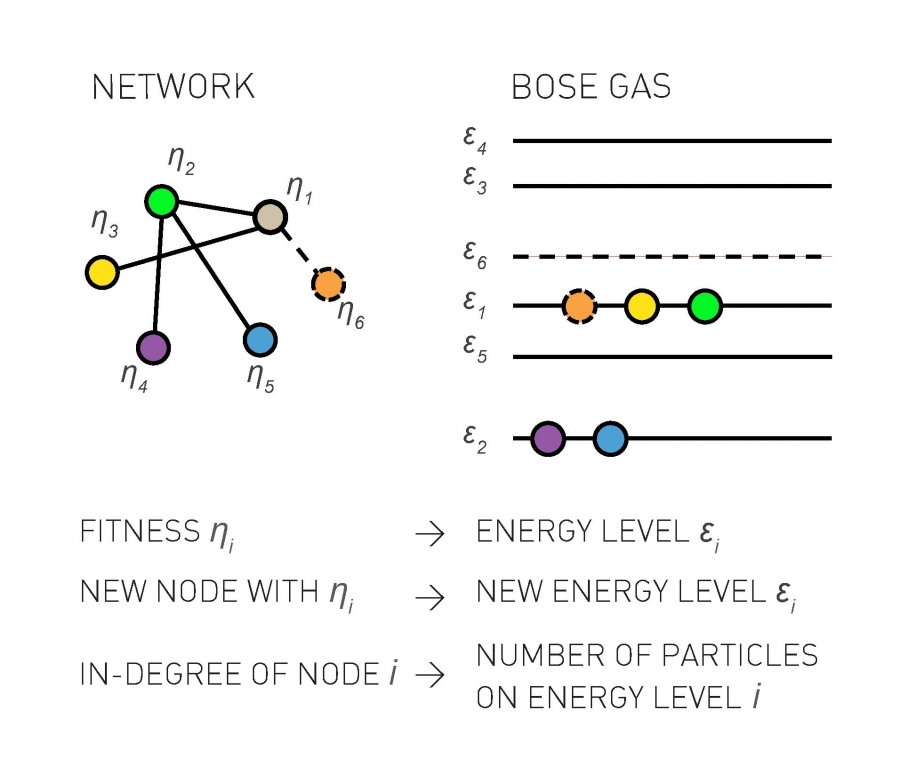 NETWORK
BOSE GAS
η2
η1
η3
η6
η4
η5
ε4
ε3
ε6
ε1
ε5
ε2
FITNESS ηi → ENERGY LEVEL εi
NEW NODE WITH ηi → NEW ENERGY LEVEL εi
IN-DEGREE OF NODE i → NUMBER OF PARTICLES
ON ENERGY LEVEL i